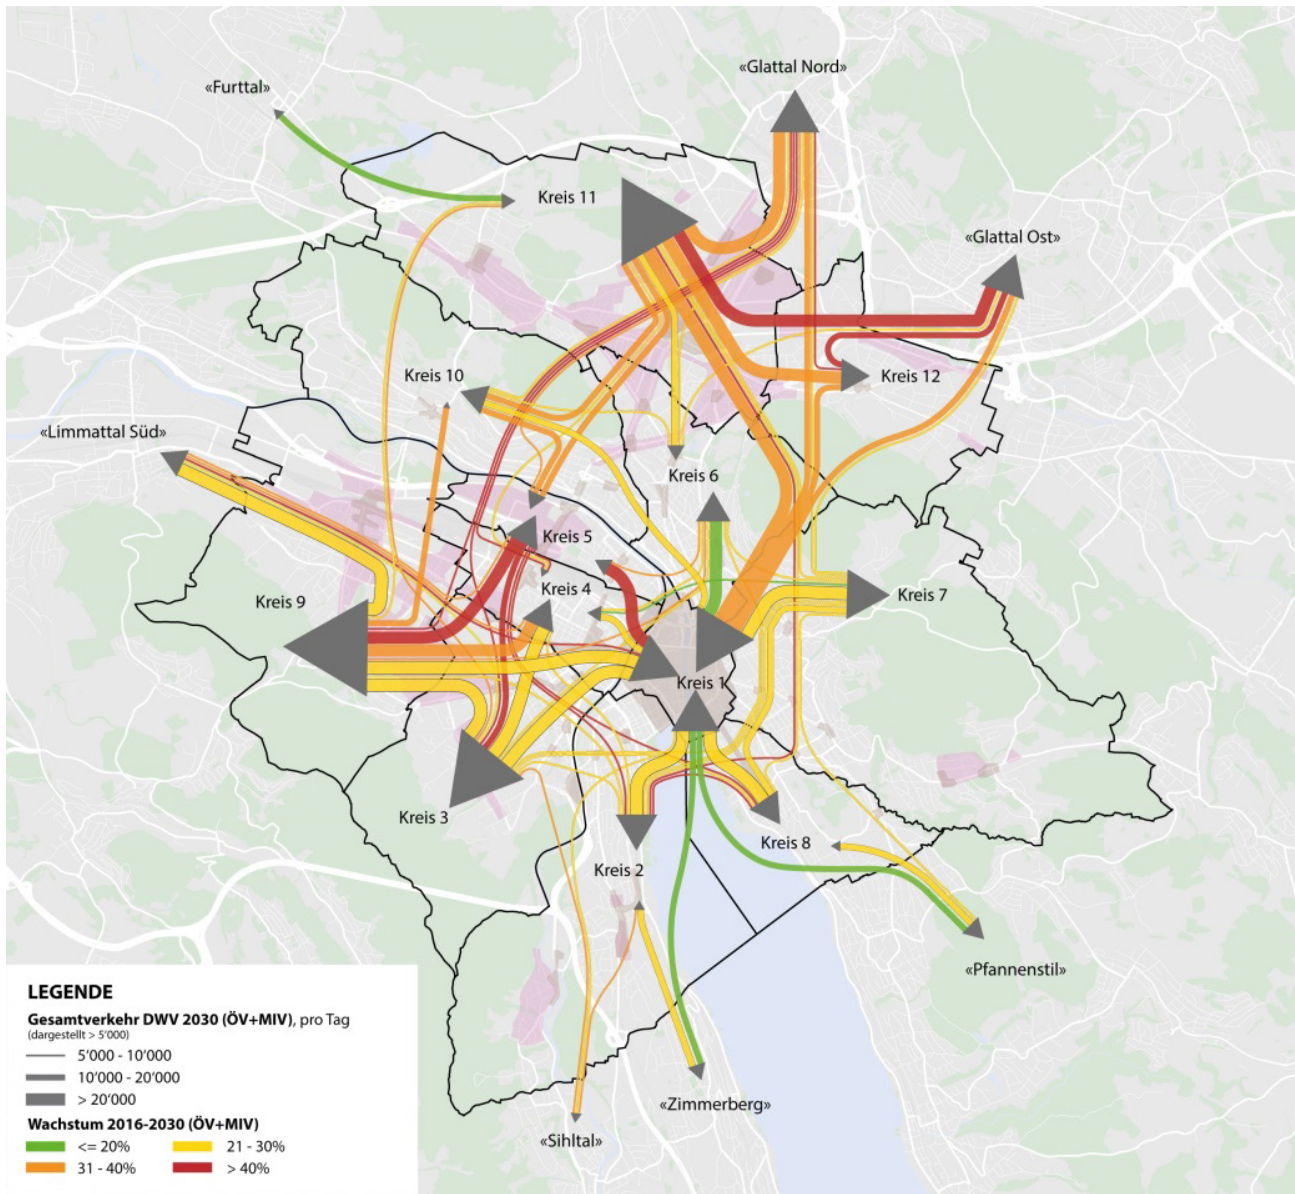 «Glattal Nord»
«Furttal»
Kreis 11
«Glattal Ost»
Kreis 10
Kreis 12
«Limmattal Süd»
Kreis 6
Kreis 5
Kreis 4
Kreis 9
Kreis 7
Kreis 1
Kreis 3
Kreis 8
Kreis 2
«Pfannenstil»
«Zimmerberg»
«Sihltal»
LEGENDE
Gesamtverkehr DWV 2030 (ÖV+MIV), pro Tag
(dargestellt > 5'000)
5'000 - 10'000
10'000 - 20'000
> 20'000
Wachstum 2016-2030 (ÖV+MIV)
<= 20% 21 - 30%
31 - 40% > 40%